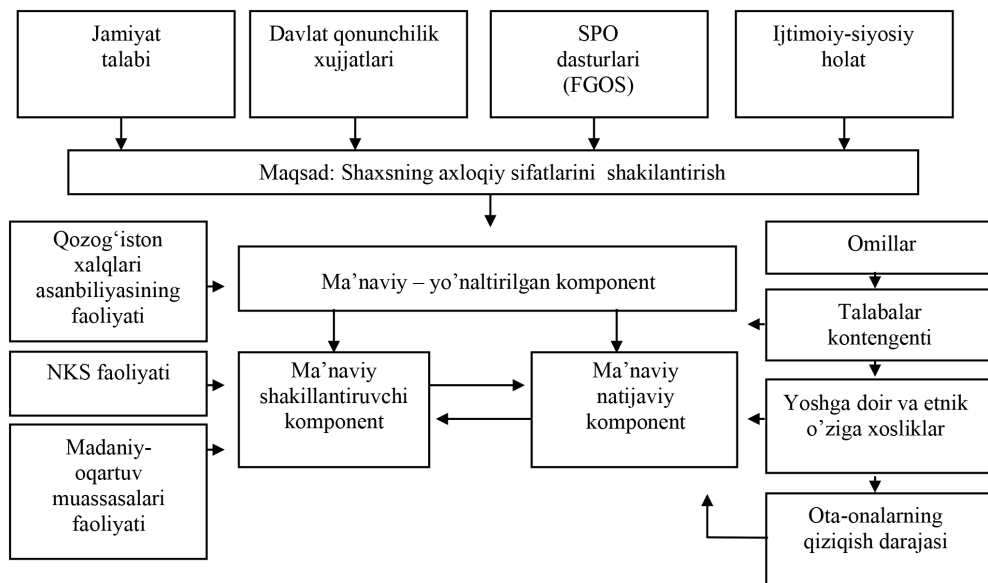 Jamiyat
talabi
Davlat qonunchilik
xujjatlari
SPO
dasturlari
(FGOS)
Ijtimoiy-siyosiy
holat
Maqsad: Shaxsning axloqiy sifatlarini shakilantirish
Qozog‘iston
xalqlari
asanbiliyasining
faoliyati
Ma’naviy – yo’naltirilgan komponent
Omillar
Talabalar
kontengenti
NKS faoliyati
Ma’naviy
shakillantiruvchi
komponent
Ma’naviy
natijaviy
komponent
Yoshga doir va etnik
o’ziga xosliklar
Madaniy-
oqartuv
muassasalari
faoliyati
Ota-onalarning
qiziqish darajasi